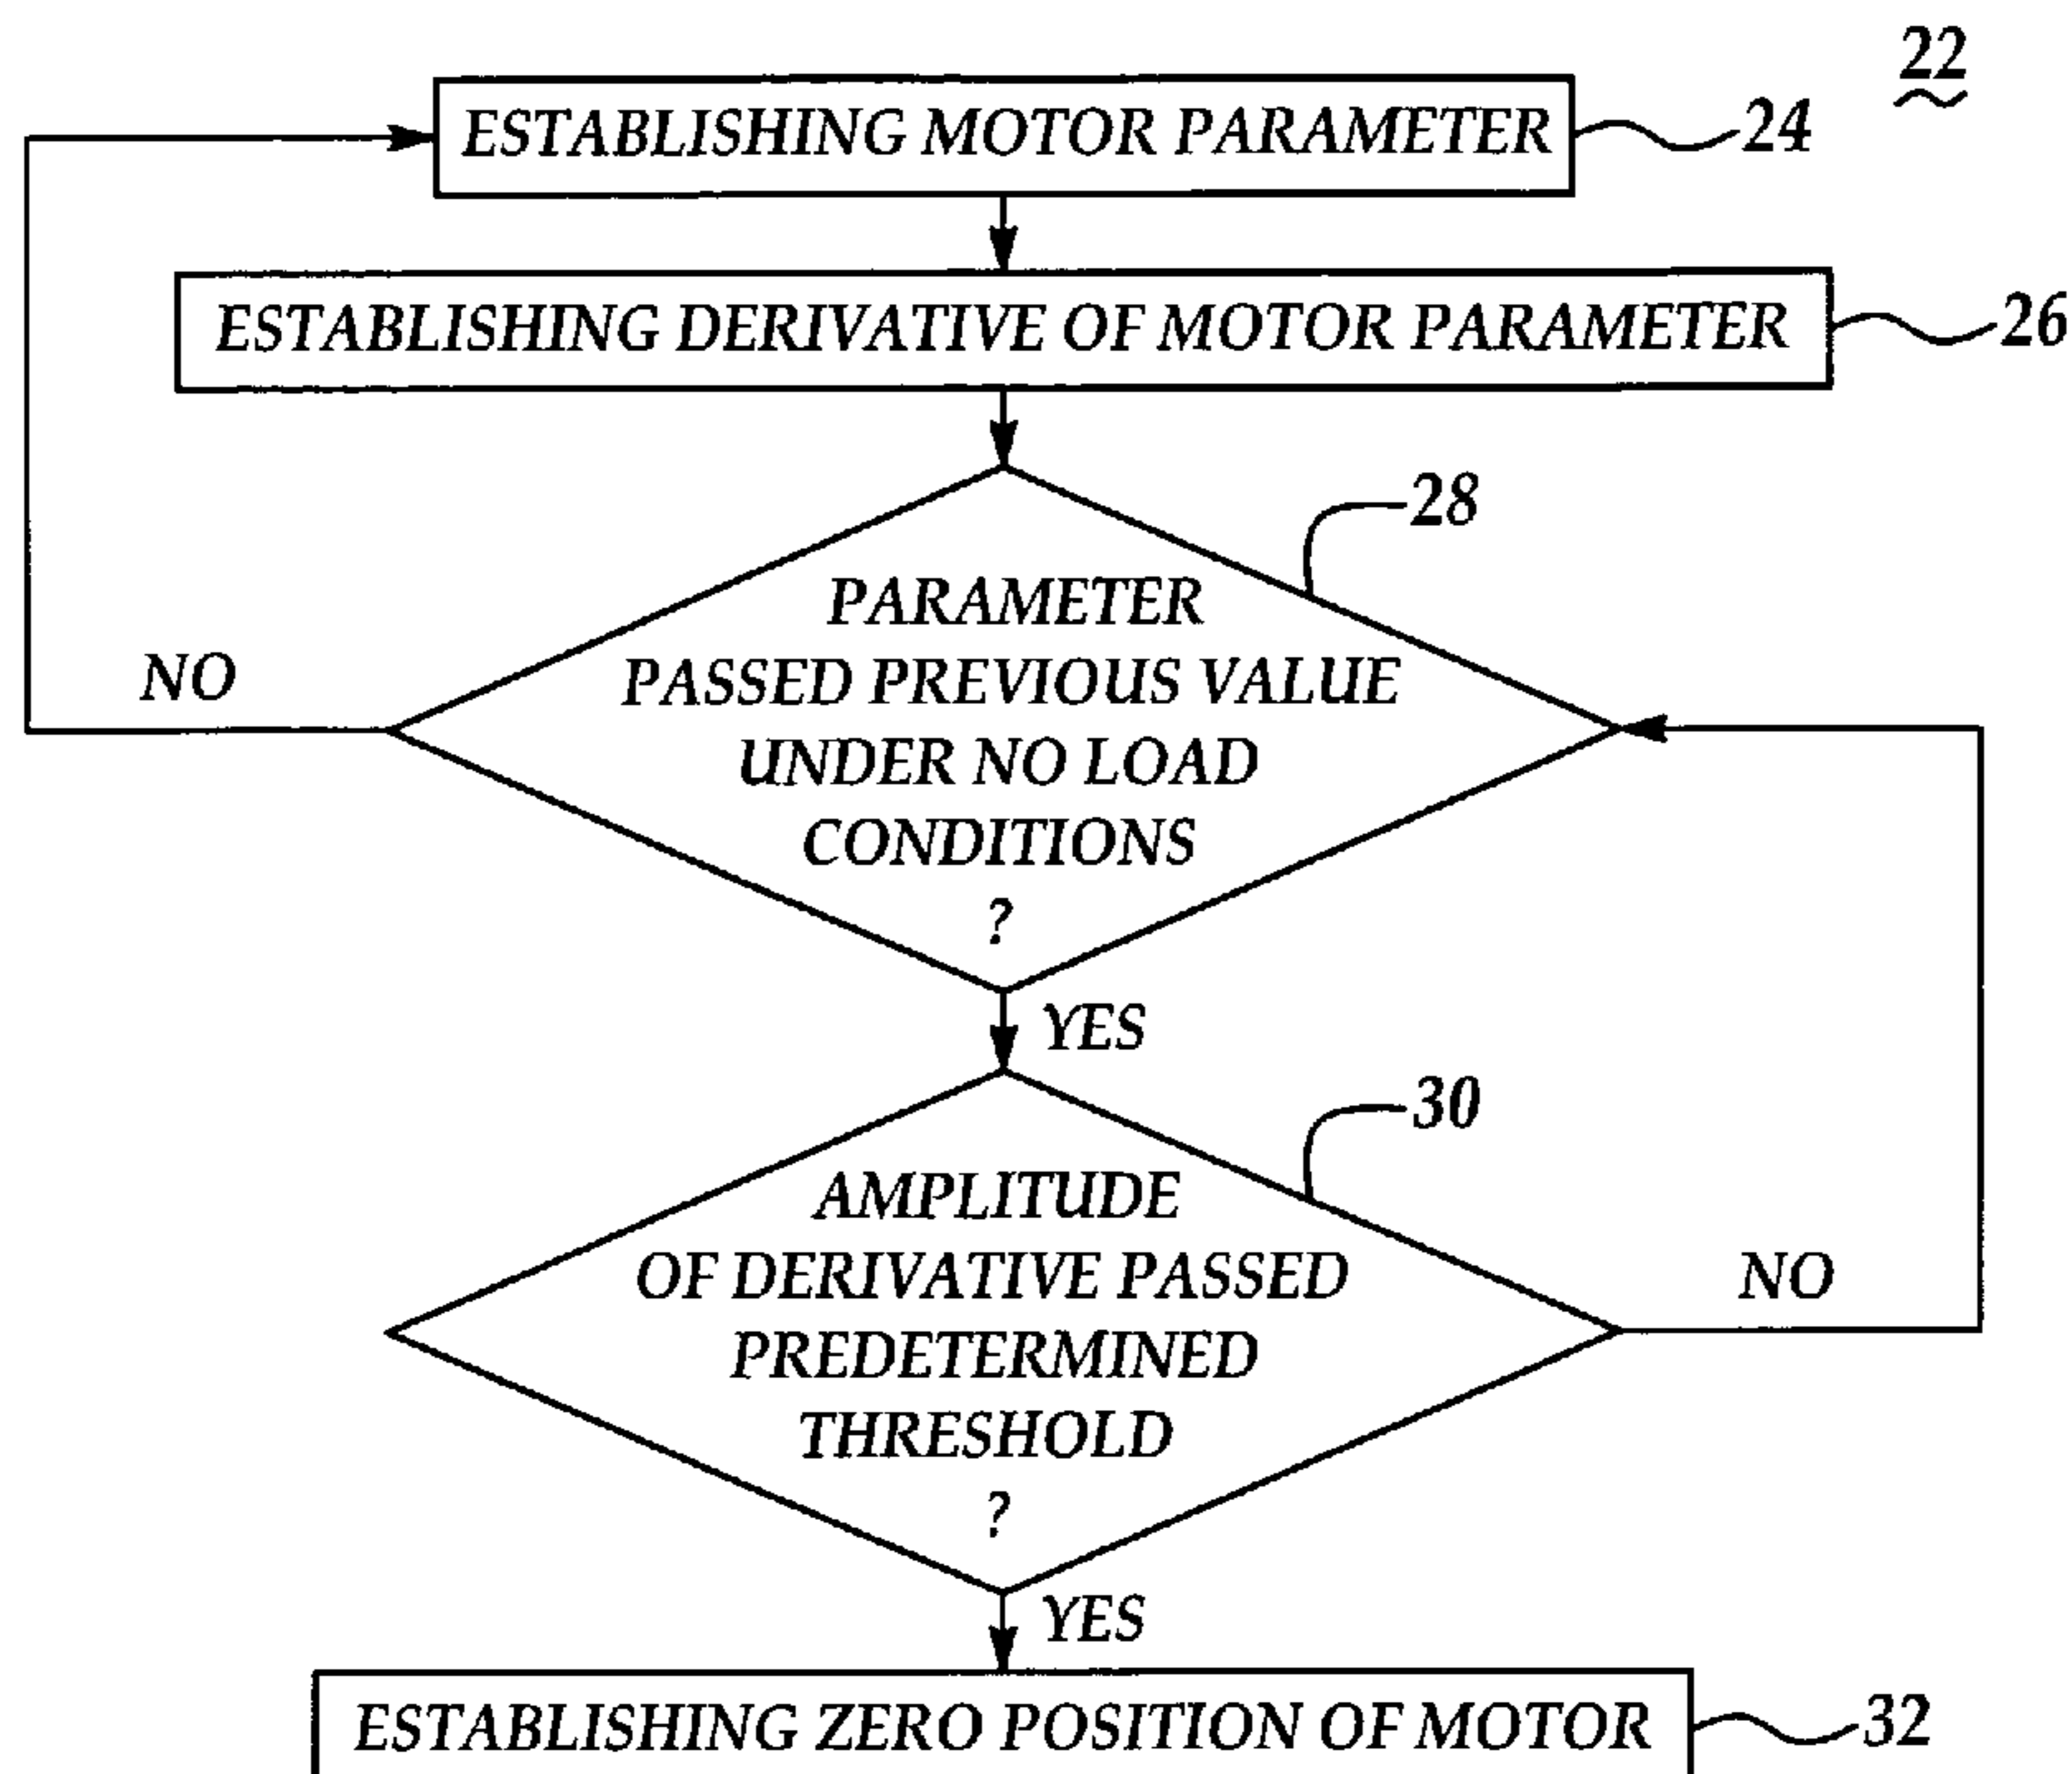 22
ESTABLISHING MOTOR PARAMETER
24
ESTABLISHING DERIVATIVE OF MOTOR PARAMETER
26
28
PARAMETER
PASSED PREVIOUS VALUE
UNDER NO LOAD
CONDITIONS
?
NO
YES
30
AMPLITUDE
OF DERIVATIVE PASSED
PREDETERMINED
THRESHOLD
?
NO
YES
ESTABLISHING ZERO POSITION OF MOTOR
32